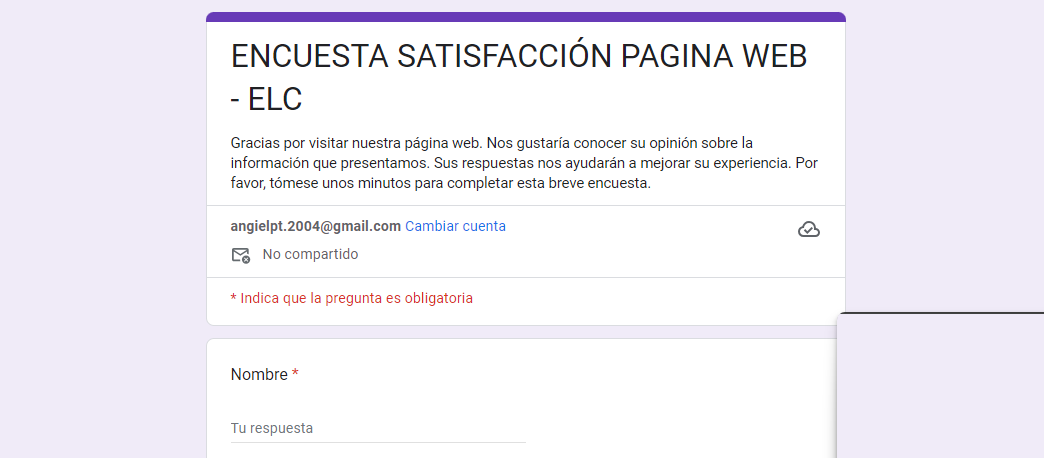 ENCUESTA SATISFACCIÓN PAGINA WEB
- ELC
Gracias por visitar nuestra página web. Nos gustaría conocer su opinión sobre la
información que presentamos. Sus respuestas nos ayudarán a mejorar su experiencia. Por
favor, tómese unos minutos para completar esta breve encuesta.
angielpt.2004@gmail.com Cambiar cuenta
No compartido
* Indica que la pregunta es obligatoria
Nombre *
Tu respuesta